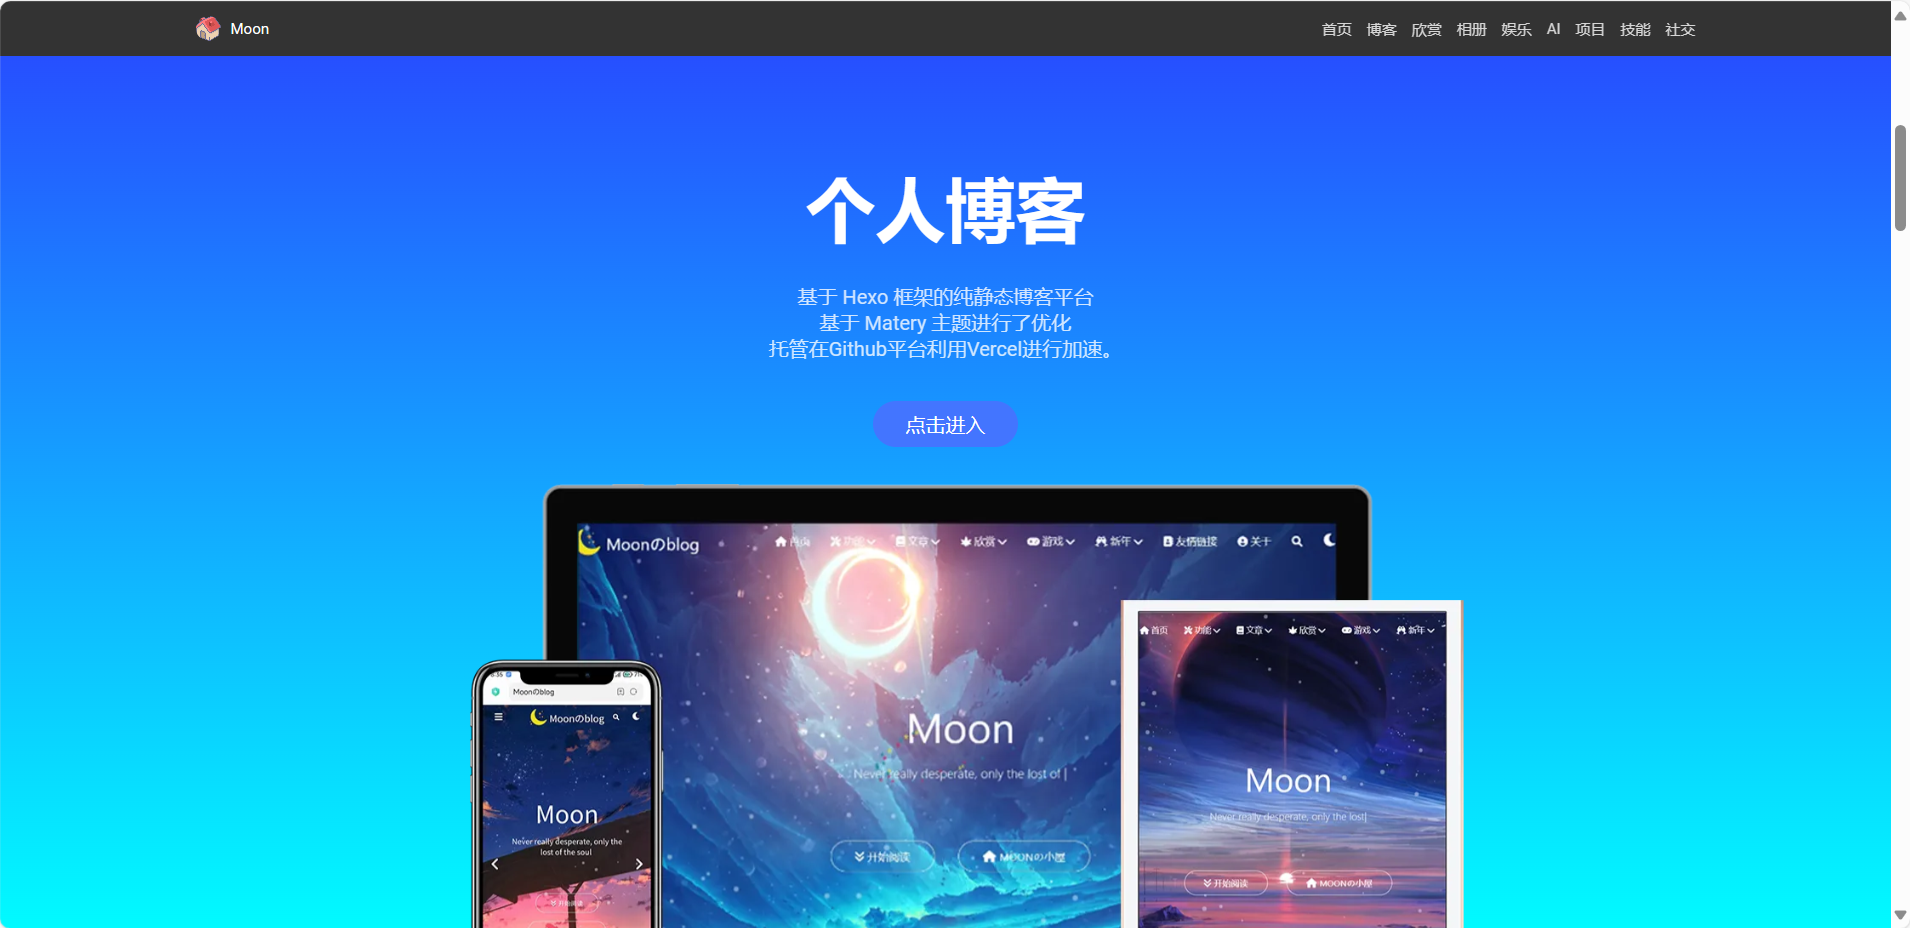 Moon
首页 博客 欣赏 相册 娱乐 AI 项目 技能 社交
个人博客
基于 Hexo 框架的纯静态博客平台
基于 Matery 主题进行了优化
托管在Github平台利用Vercel进行加速。
点击进入
Moonのblog
首页 功能 文章 欣赏 游戏 新年 友情链接 关于
Moon
Never really desperate, only the lost of |
开始阅读 MOONの小屋
首页 功能 文章 欣赏 游戏 新年
Moon
Never really desperate, only the lost|
开始阅读 MOONの小屋
Moonのblog
Moonのblog
Moon
Never really desperate, only the
lost of the soul
开始阅读